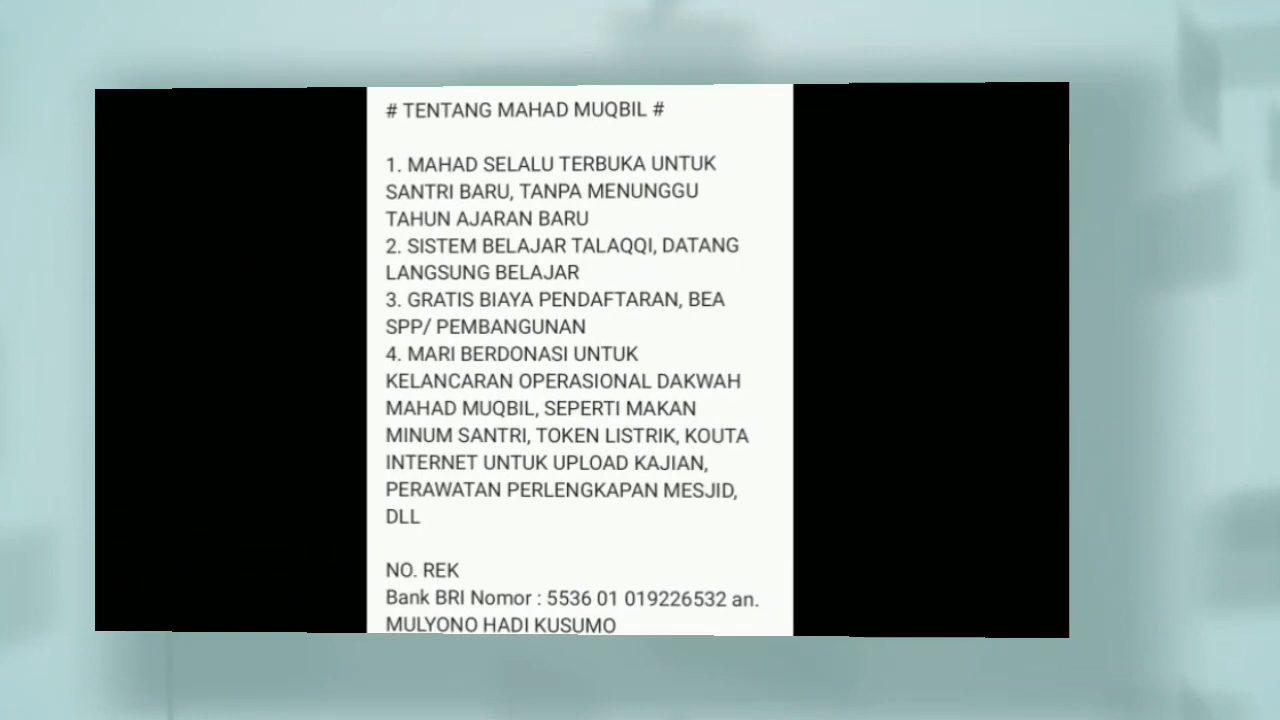 # TENTANG MAHAD MUQBIL #
1. MAHAD SELALU TERBUKA UNTUK
SANTRI BARU, TANPA MENUNGGU
TAHUN AJARAN BARU
2. SISTEM BELAJAR TALAQQI, DATANG
LANGSUNG BELAJAR
3. GRATIS BIAYA PENDAFTARAN, BEA
SPP/ PEMBANGUNAN
4. MARI BERDONASI UNTUK
KELANCARAN OPERASIONAL DAKWAH
MAHAD MUQBIL, SEPERTI MAKAN
MINUM SANTRI, TOKEN LISTRIK, KOUTA
INTERNET UNTUK UPLOAD KAJIAN,
PERAWATAN PERLENGKAPAN MESJID,
DLL
NO. REK
Bank BRI Nomor : 5536 01 019226532 an.
MULYONO HADI KUSUMO